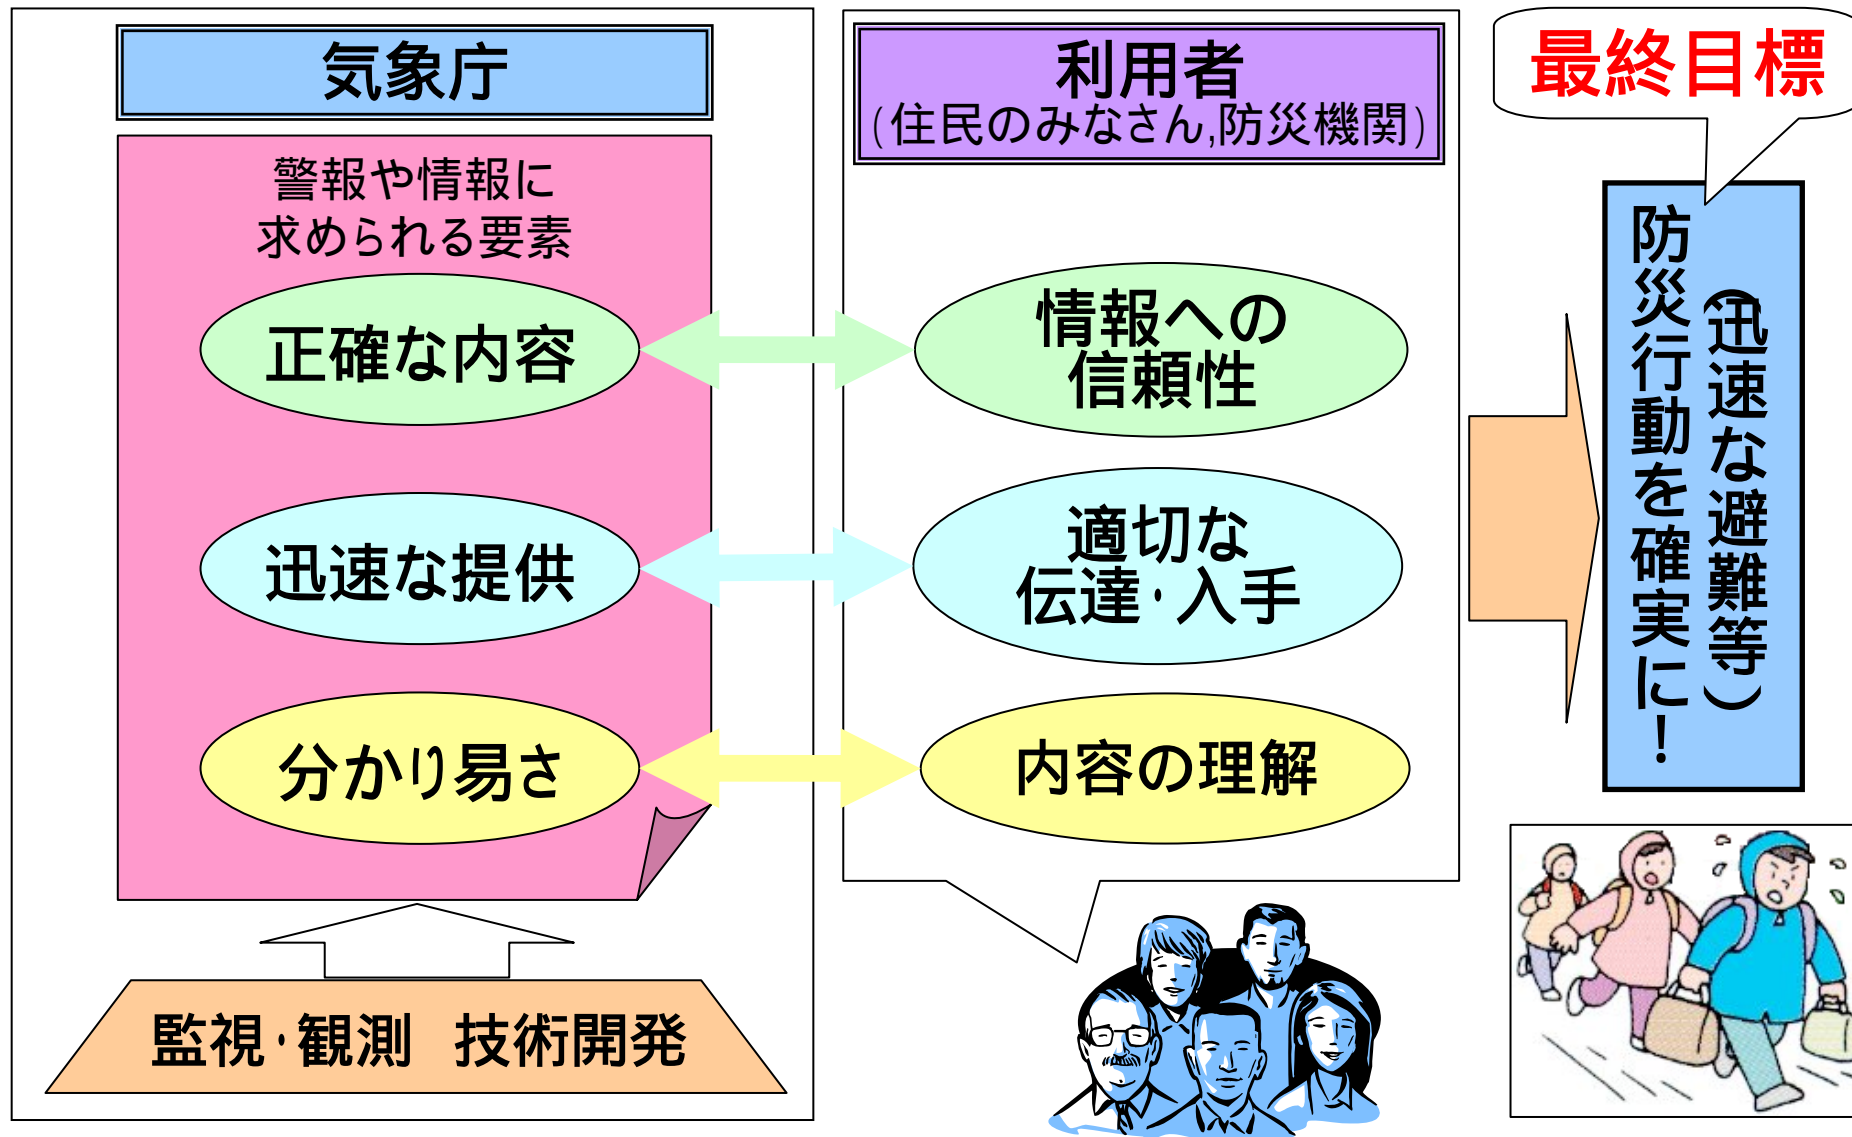 気象庁
警報や情報に
求められる要素
正確な内容
迅速な提供
分かり易さ
監視・観測　技術開発
利用者
(住民のみなさん,防災機関)
情報への
信頼性
適切な
伝達・入手
内容の理解
最終目標
防災行動を確実に!
(迅速な避難等)